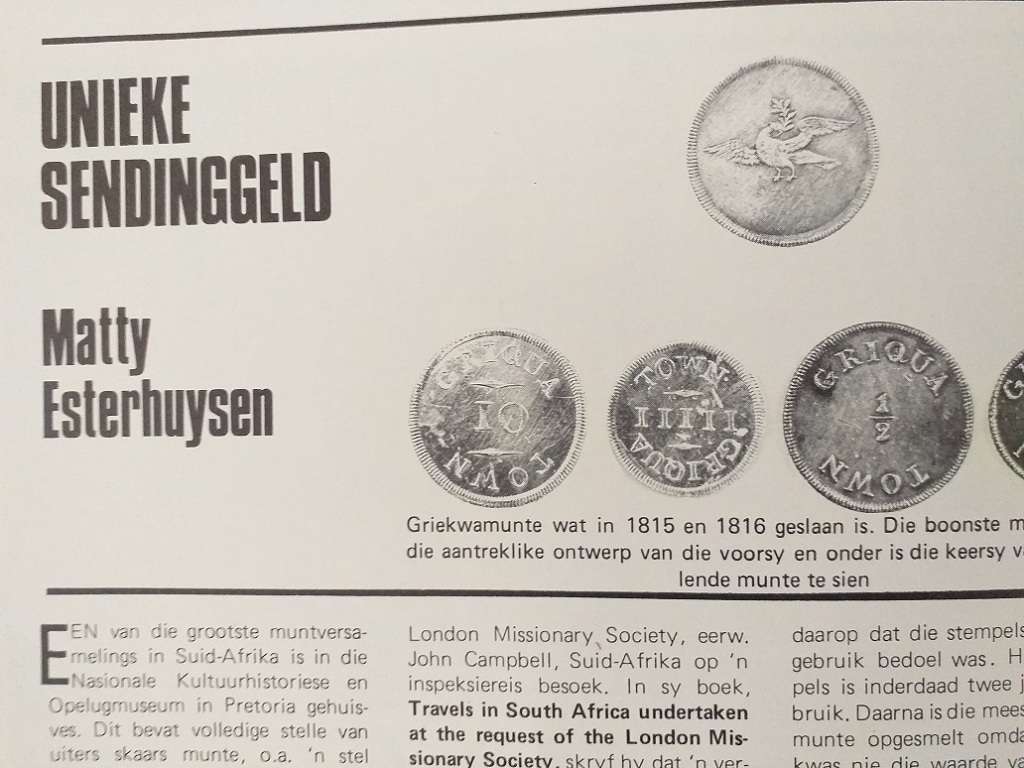 UNIEKE
SENDINGGELD
Matty
Esterhuysen
GRIQUA
10
TOWN
TOWN
IIIII
GRIQUA
GRIQUA
1/2
TOWN
Griekwamunte wat in 1815 en 1816 geslaan is. Die boonste
die aantreklike ontwerp van die voorsy en onder is die keersy
lende munte te sien
EEN van die grootste muntversa-
melings in Suid-Afrika is in die
Nasionale Kultuurhistoriese en
Opelugmuseum in Pretoria gehuis-
ves. Dit bevat volledige stelle van
uiters skaars munte, o.a. 'n stel
London Missionary Society, eerw.
John Campbell, Suid-Afrika op 'n
inspeksiereis besoek. In sy boek,
Travels in South Africa undertaken
at the request of the London Mis-
sionary Society, skryf hy dat 'n ver-
daarop dat die stempels
gebruik bedoel was.
pels is inderdaad twee
bruik. Daarna is die mees
munte opgesmelt omda
kwas nie die waarde